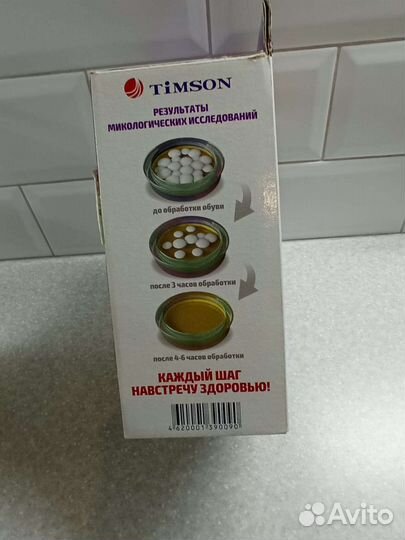 TiMSON
РЕЗУЛЬТАТЫ
МИКОЛОГИЧЕСКИХ ИССЛЕДОВАНИЙ
до обработки обуви
после 3 часов обработки
после 4-6 часов обработки
КАЖДЫЙ ШАГ
НАВСТРЕЧУ ЗДОРОВЬЮ!
4620001390090
Avito